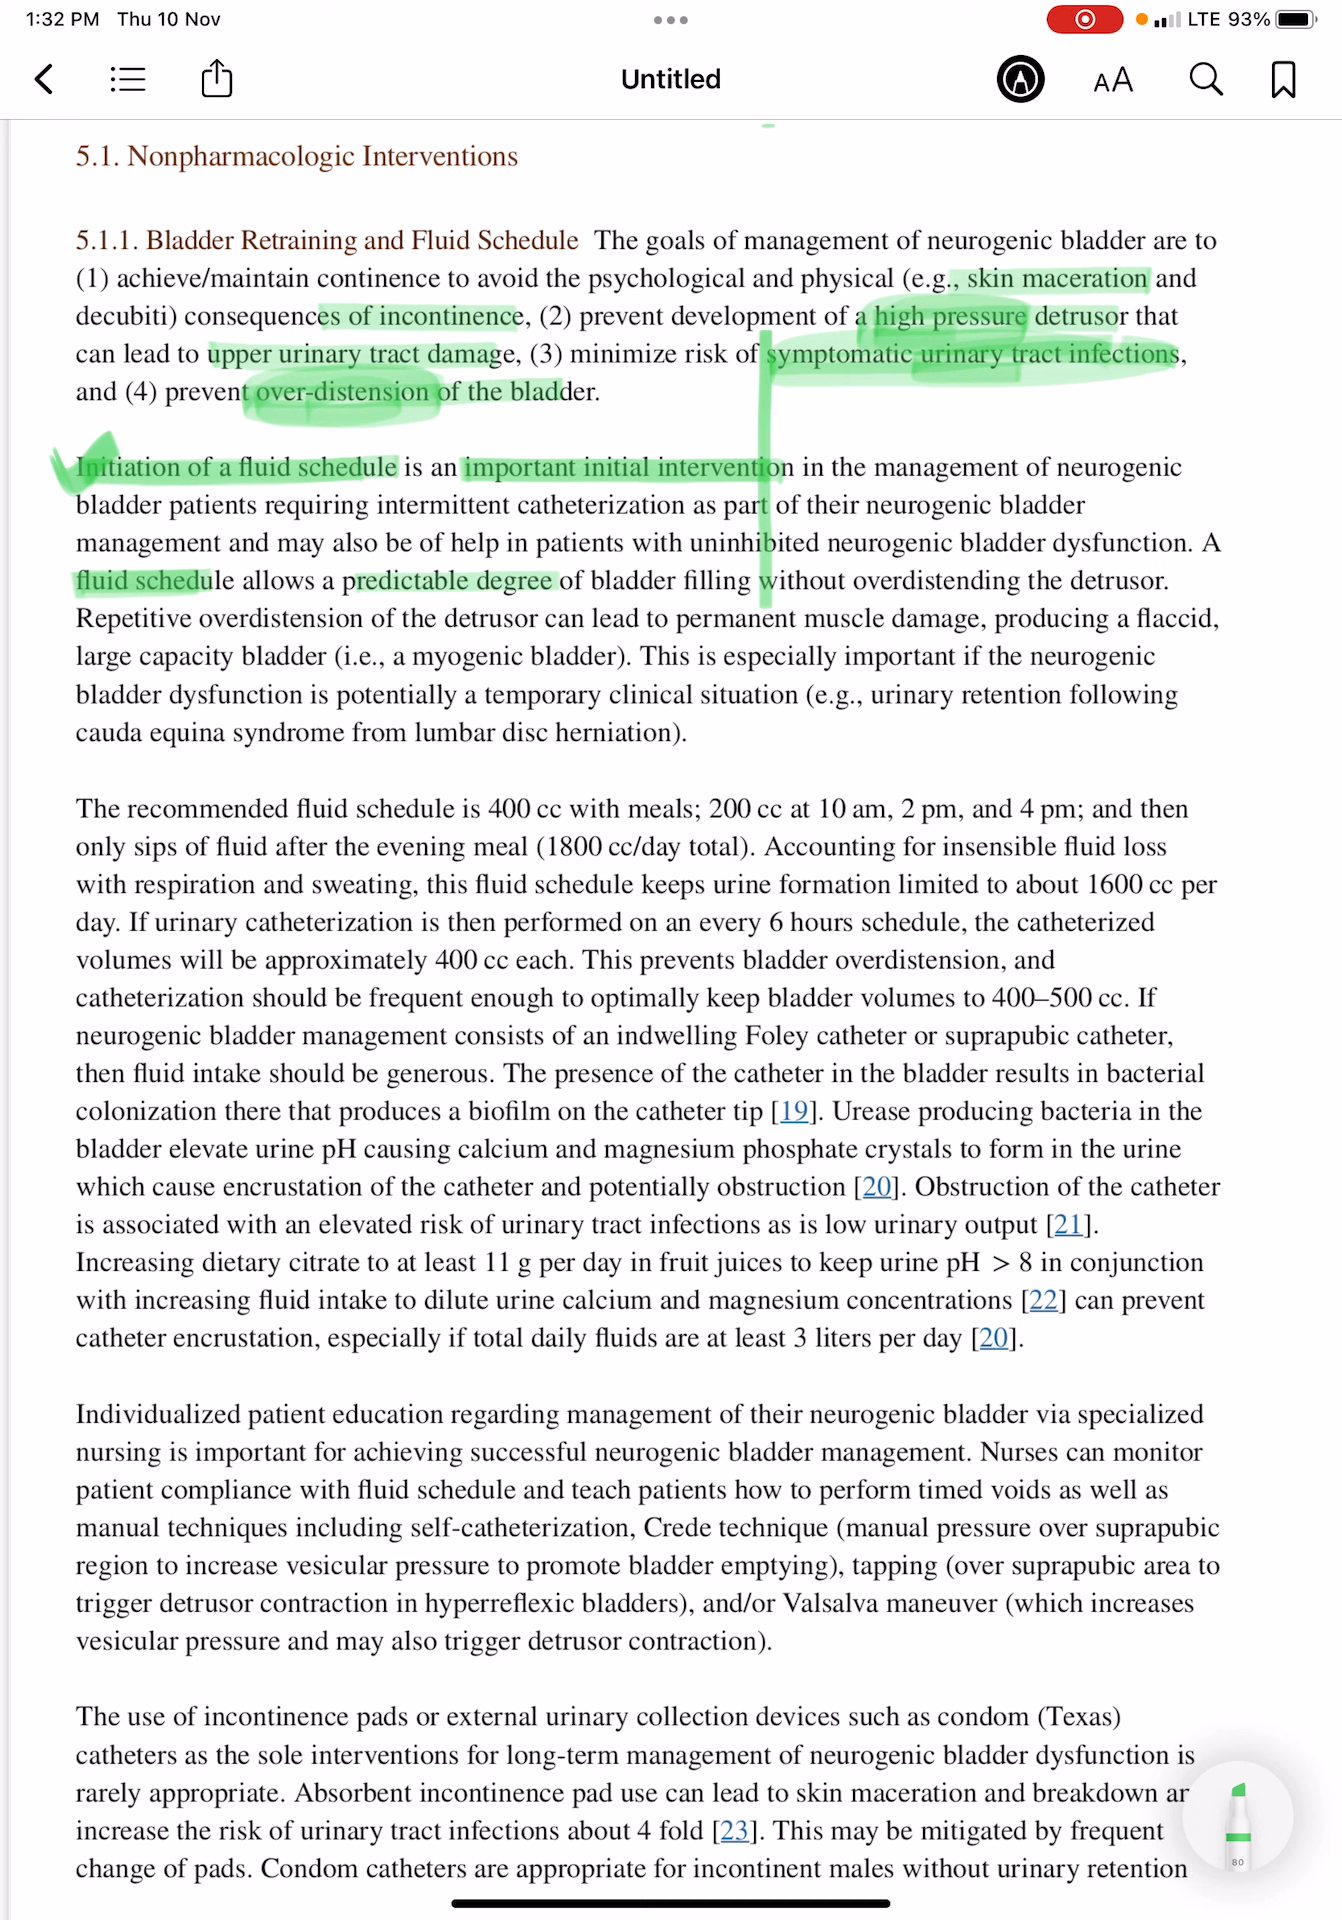 1:32 PM Thu 10 Nov
LTE 93%
Untitled
AA
5.1. Nonpharmacologic Interventions
5.1.1. Bladder Retraining and Fluid Schedule The goals of management of neurogenic bladder are to
(1) achieve/maintain continence to avoid the psychological and physical (e.g., skin maceration and
decubiti) consequences of incontinence, (2) prevent development of a high pressure detrusor that
can lead to upper urinary tract damage, (3) minimize risk of symptomatic urinary tract infections,
and (4) prevent over-distension of the bladder.
Initiation of a fluid schedule is an important initial intervention in the management of neurogenic
bladder patients requiring intermittent catheterization as part of their neurogenic bladder
management and may also be of help in patients with uninhibited neurogenic bladder dysfunction. A
fluid schedule allows a predictable degree of bladder filling without overdistending the detrusor.
Repetitive overdistension of the detrusor can lead to permanent muscle damage, producing a flaccid,
large capacity bladder (i.e., a myogenic bladder). This is especially important if the neurogenic
bladder dysfunction is potentially a temporary clinical situation (e.g., urinary retention following
cauda equina syndrome from lumbar disc herniation).
The recommended fluid schedule is 400 cc with meals; 200 cc at 10 am, 2 pm, and 4 pm; and then
only sips of fluid after the evening meal (1800 cc/day total). Accounting for insensible fluid loss
with respiration and sweating, this fluid schedule keeps urine formation limited to about 1600 cc per
day. If urinary catheterization is then performed on an every 6 hours schedule, the catheterized
volumes will be approximately 400 cc each. This prevents bladder overdistension, and
catheterization should be frequent enough to optimally keep bladder volumes to 400–500 cc. If
neurogenic bladder management consists of an indwelling Foley catheter or suprapubic catheter,
then fluid intake should be generous. The presence of the catheter in the bladder results in bacterial
colonization there that produces a biofilm on the catheter tip [19]. Urease producing bacteria in the
bladder elevate urine pH causing calcium and magnesium phosphate crystals to form in the urine
which cause encrustation of the catheter and potentially obstruction [20]. Obstruction of the catheter
is associated with an elevated risk of urinary tract infections as is low urinary output [21].
Increasing dietary citrate to at least 11 g per day in fruit juices to keep urine pH > 8 in conjunction
with increasing fluid intake to dilute urine calcium and magnesium concentrations [22] can prevent
catheter encrustation, especially if total daily fluids are at least 3 liters per day [20].
Individualized patient education regarding management of their neurogenic bladder via specialized
nursing is important for achieving successful neurogenic bladder management. Nurses can monitor
patient compliance with fluid schedule and teach patients how to perform timed voids as well as
manual techniques including self-catheterization, Crede technique (manual pressure over suprapubic
region to increase vesicular pressure to promote bladder emptying), tapping (over suprapubic area to
trigger detrusor contraction in hyperreflexic bladders), and/or Valsalva maneuver (which increases
vesicular pressure and may also trigger detrusor contraction).
The use of incontinence pads or external urinary collection devices such as condom (Texas)
catheters as the sole interventions for long-term management of neurogenic bladder dysfunction is
rarely appropriate. Absorbent incontinence pad use can lead to skin maceration and breakdown
increase the risk of urinary tract infections about 4 fold [23]. This may be mitigated by frequent
change of pads. Condom catheters are appropriate for incontinent males without urinary retention
80